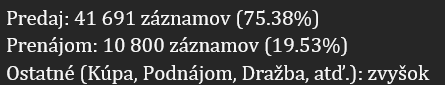 Predaj: 41 691 záznamov (75.38%)
Prenájom: 10 800 záznamov (19.53%)
Ostatné (Kúpa, Podnájom, Dražba, atď.): zvyšok